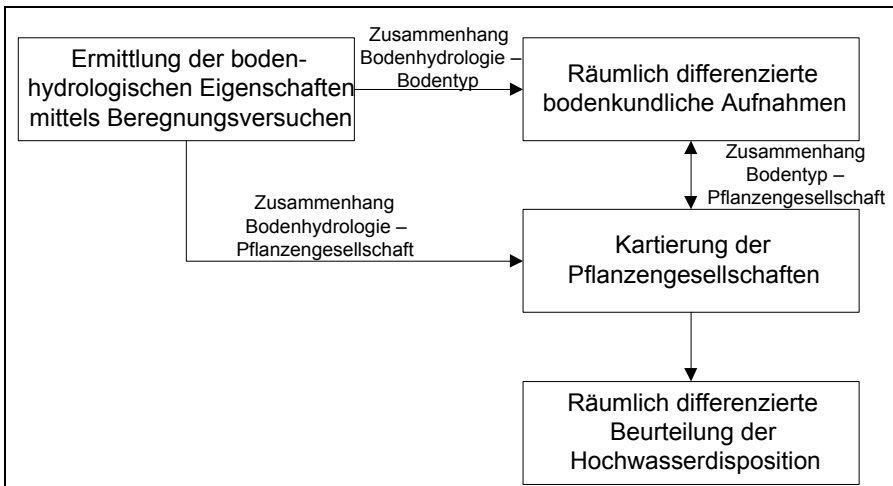 Ermittlung der boden-
hydrologischen Eigenschaften
mittels Beregnungsversuchen
Zusammenhang
Bodenhydrologie –
Bodentyp
Räumlich differenzierte
bodenkundliche Aufnahmen
Zusammenhang
Bodentyp –
Pflanzengesellschaft
Zusammenhang
Bodenhydrologie –
Pflanzengesellschaft
Kartierung der
Pflanzengesellschaften
Räumlich differenzierte
Beurteilung der
Hochwasserdisposition